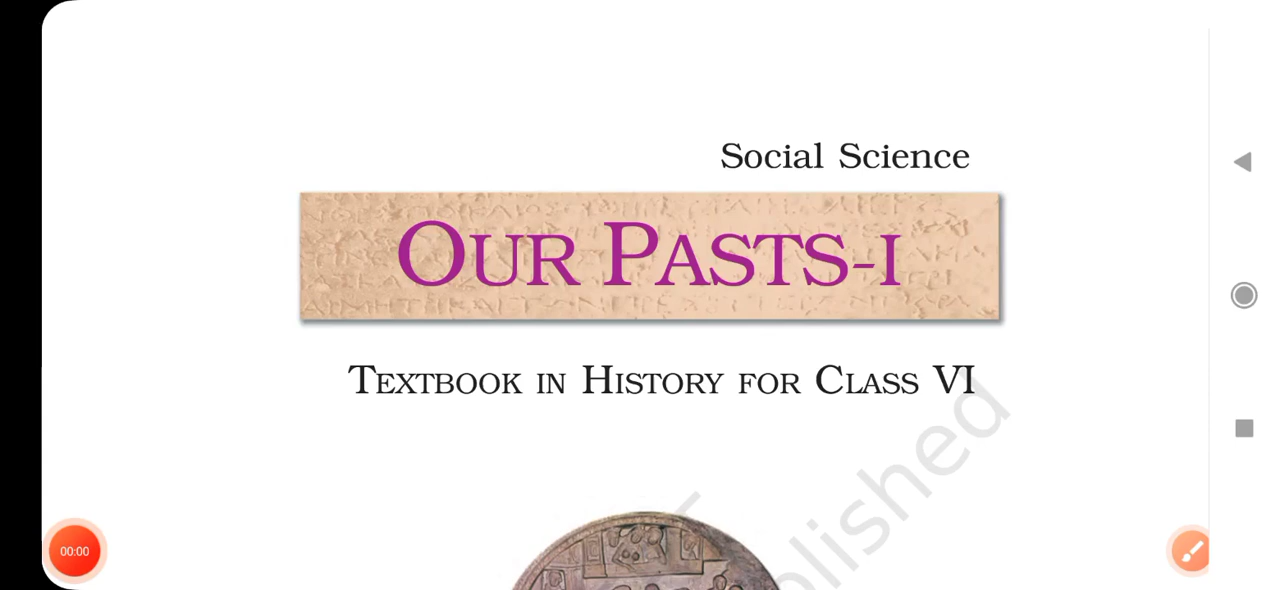 Social Science
OUR PASTS-I
TEXTBOOK IN HISTORY FOR CLASS VI
00:00